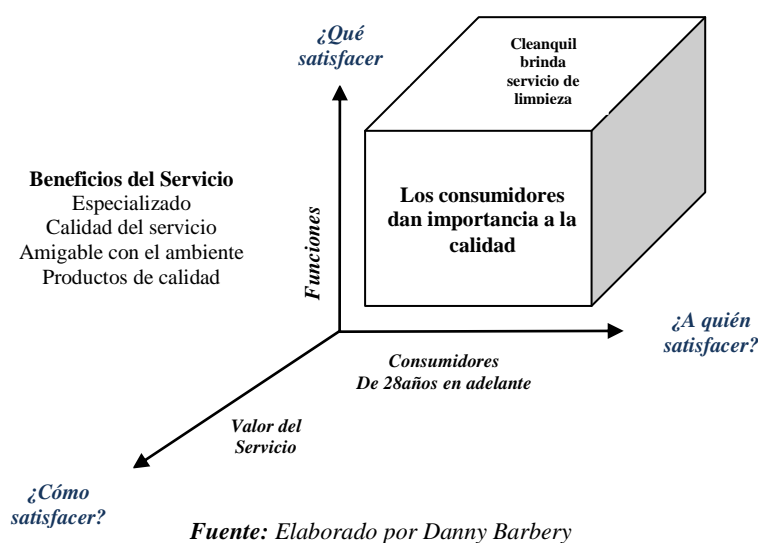 ¿Qué
satisfacer
Cleanquil
brinda
servicio de
limpieza
Beneficios del Servicio
Especializado
Calidad del servicio
Amigable con el ambiente
Productos de calidad
Funciones
Los consumidores
dan importancia a la
calidad
¿A quién
satisfacer?
Consumidores
De 28años en adelante
Valor del
Servicio
¿Cómo
satisfacer?
Fuente: Elaborado por Danny Barbery